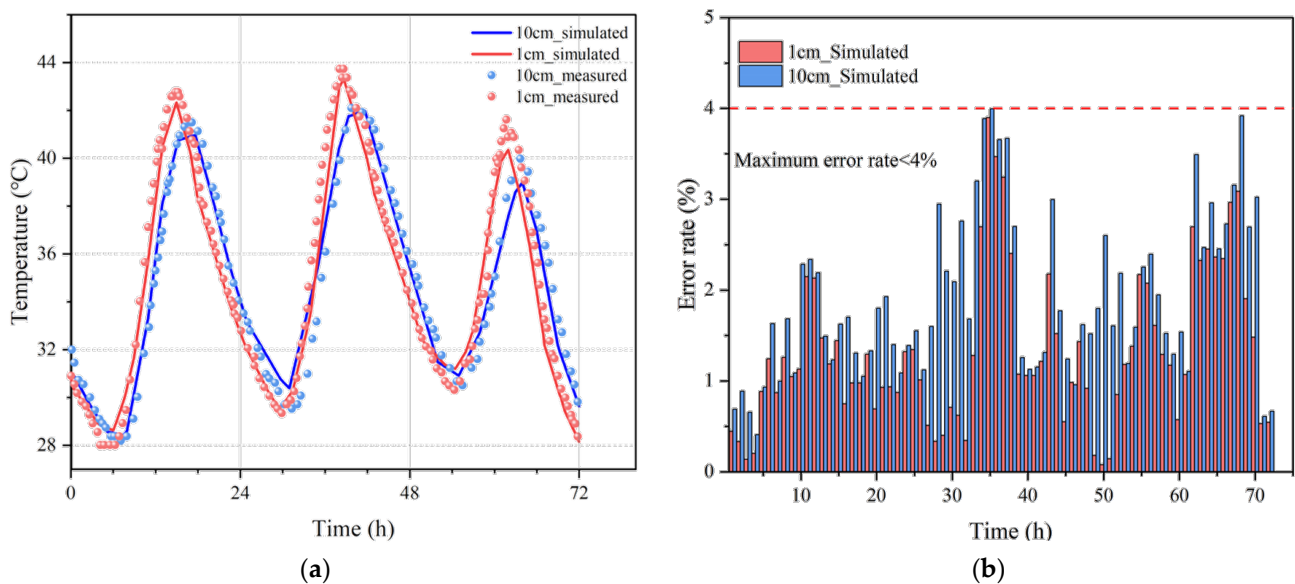 46
44
40
36
32
28
Temperature (℃)
0
24
48
72
Time (h)
10cm_simulated
1cm_simulated
10cm_measured
1cm_measured
(a)
5
4
3
2
1
0
Error rate (%)
1cm_Simulated
10cm_Simulated
Maximum error rate<4%
10
20
30
40
50
60
70
Time (h)
(b)